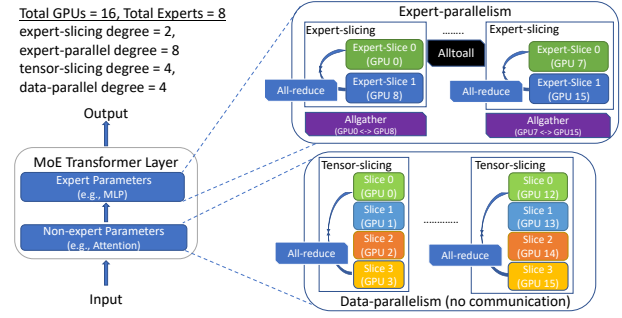 Total GPUs = 16, Total Experts = 8
expert-slicing degree = 2,
expert-parallel degree = 8
tensor-slicing degree = 4,
data-parallel degree = 4
Output
MoE Transformer Layer
Expert Parameters
(e.g., MLP)
Non-expert Parameters
(e.g., Attention)
Input
Expert-parallelism
Expert-slicing
Expert-Slice 0
(GPU 0)
Expert-Slice 1
(GPU 8)
All-reduce
Allgather
(GPU0 <-> GPU8)
........
Alltoall
Expert-slicing
Expert-Slice 0
(GPU 7)
Expert-Slice 1
(GPU 15)
All-reduce
Allgather
(GPU7 <-> GPU15)
Tensor-slicing
Slice 0
(GPU 0)
Slice 1
(GPU 1)
Slice 2
(GPU 2)
Slice 3
(GPU 3)
All-reduce
..............
Tensor-slicing
Slice 0
(GPU 12)
Slice 1
(GPU 13)
Slice 2
(GPU 14)
Slice 3
(GPU 15)
All-reduce
Data-parallelism (no communication)